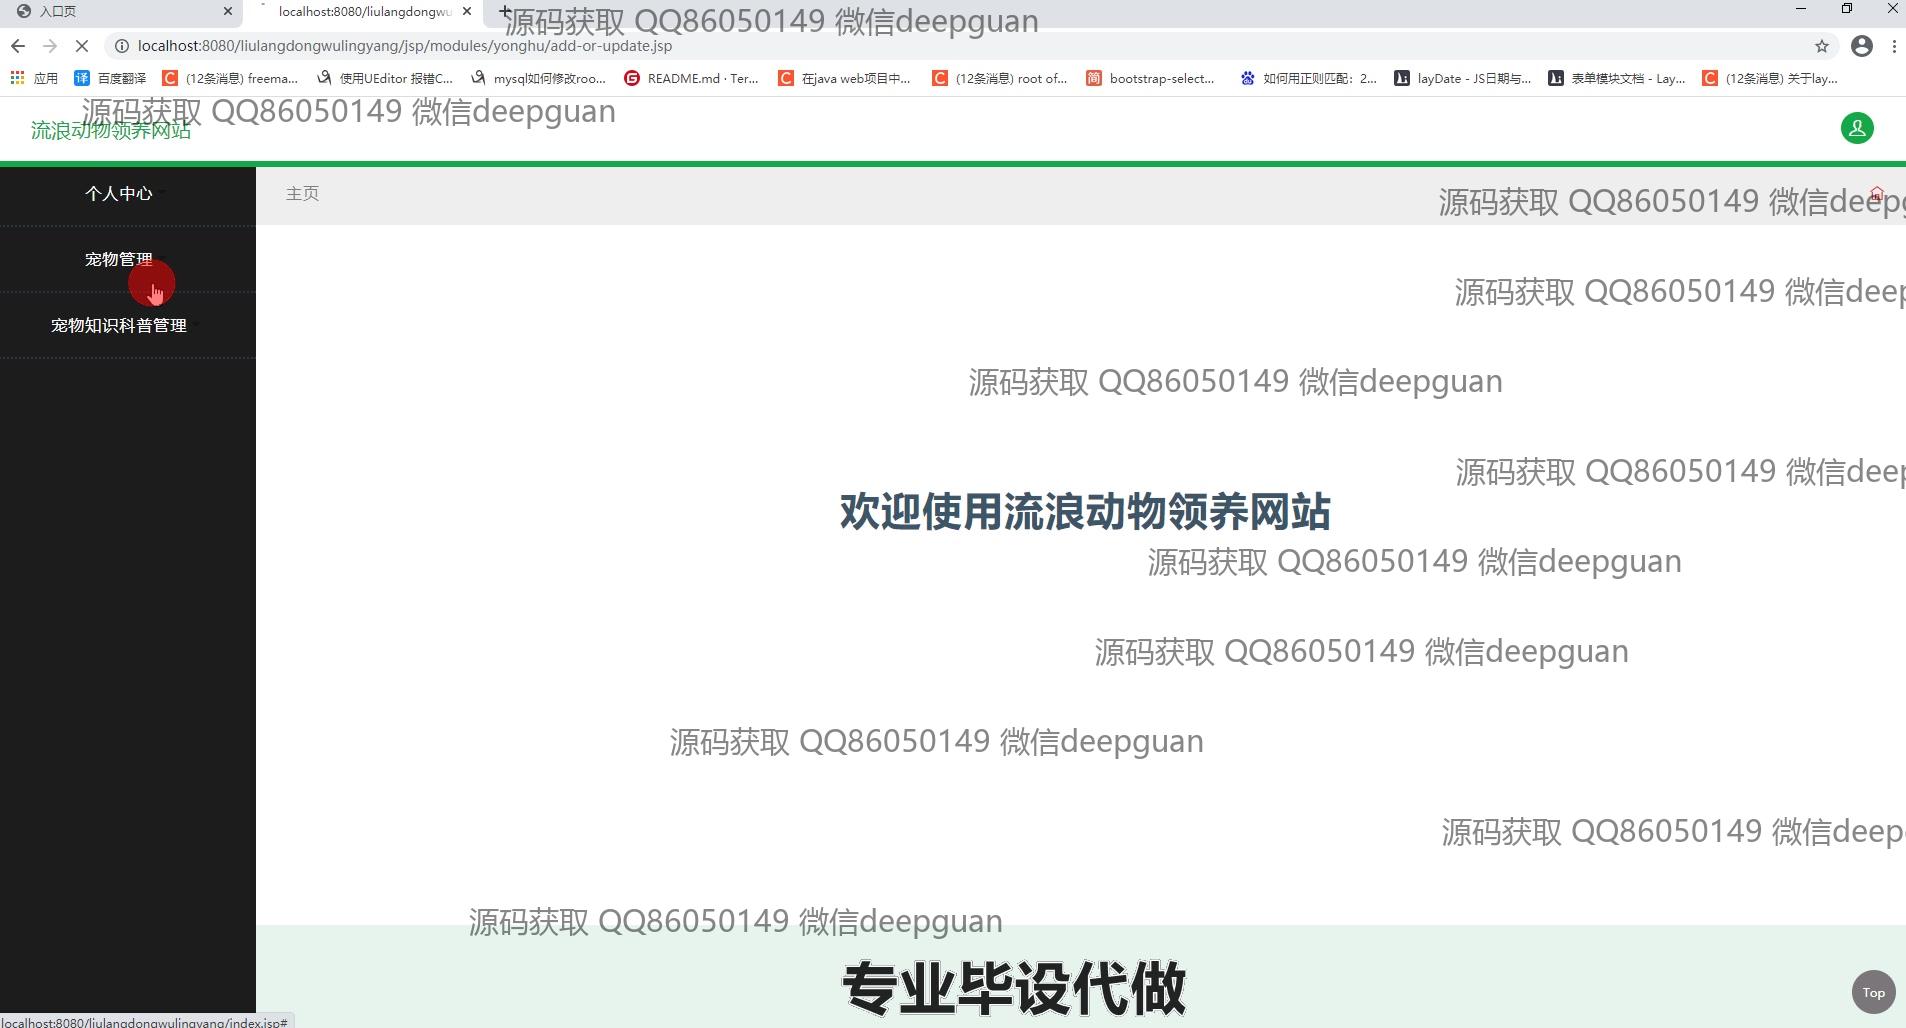 入口页
localhost:8080/liulangdongwu
源码获取 QQ86050149 微信deepguan
localhost:8080/liulangdongwulingyang/jsp/modules/yonghu/add-or-update.jsp
应用
百度翻译
(12条消息) freema...
使用UEditor 报错C...
mysql如何修改roo...
README.md · Ter...
在java web项目中...
(12条消息) root of...
bootstrap-select...
如何用正则匹配：2...
layDate - JS日期与...
表单模块文档 - Lay...
(12条消息) 关于lay...
源码获取 QQ86050149 微信deepguan
流浪动物领养网站
个人中心
主页
源码获取 QQ86050149 微信deepg
宠物管理
源码获取 QQ86050149 微信deep
宠物知识科普管理
源码获取 QQ86050149 微信deepguan
源码获取 QQ86050149 微信deep
欢迎使用流浪动物领养网站
源码获取 QQ86050149 微信deepguan
源码获取 QQ86050149 微信deepguan
源码获取 QQ86050149 微信deepguan
源码获取 QQ86050149 微信deep
源码获取 QQ86050149 微信deepguan
专业毕设代做
Top
localhost:8080/liulangdongwulingyang/index.jsp#